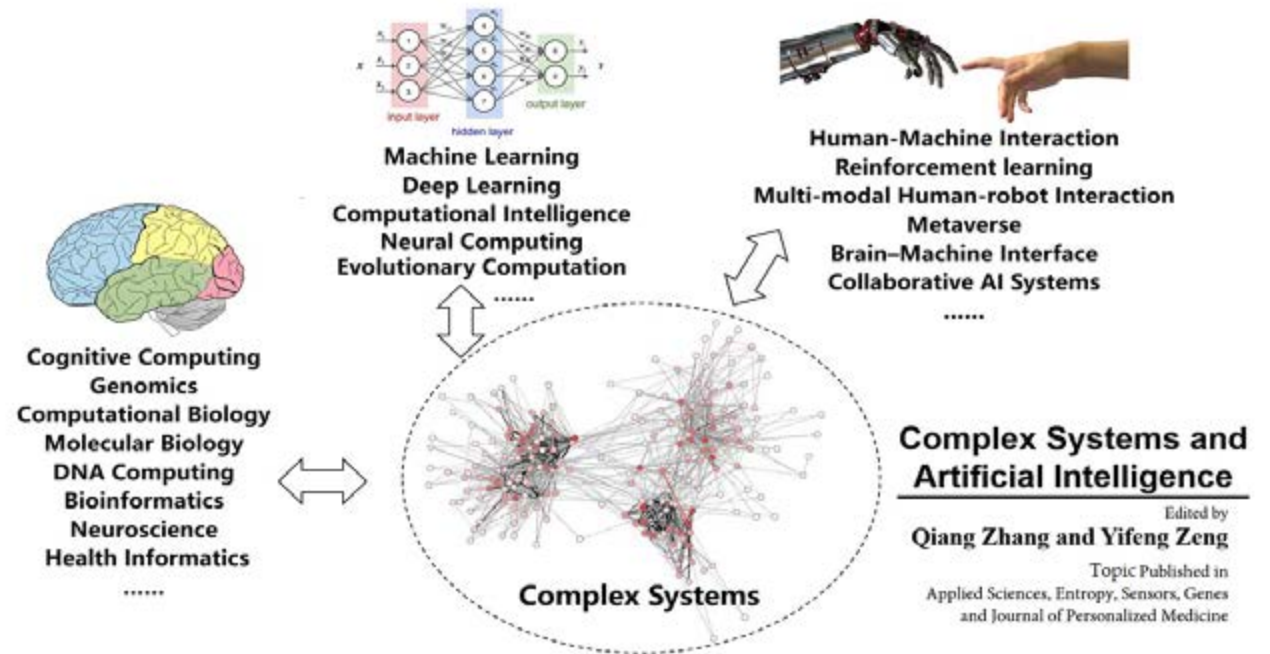 input layer
hidden layer
output layer
Machine Learning
Deep Learning
Computational Intelligence
Neural Computing
Evolutionary Computation
......
Human-Machine Interaction
Reinforcement learning
Multi-modal Human-robot Interaction
Metaverse
Brain–Machine Interface
Collaborative AI Systems
......
Cognitive Computing
Genomics
Computational Biology
Molecular Biology
DNA Computing
Bioinformatics
Neuroscience
Health Informatics
......
Complex Systems
Complex Systems and
Artificial Intelligence
Edited by
Qiang Zhang and Yifeng Zeng
Topic Published in
Applied Sciences, Entropy, Sensors, Genes
and Journal of Personalized Medicine